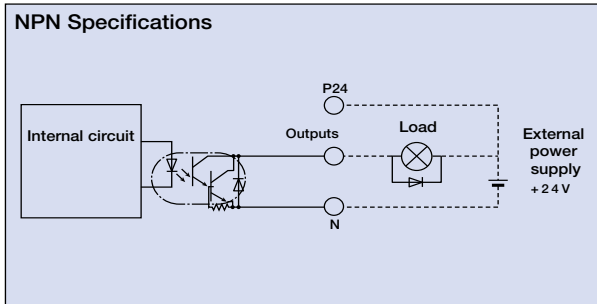 NPN Specifications
P24
Internal circuit
Outputs
Load
External
power
supply
+24V
N